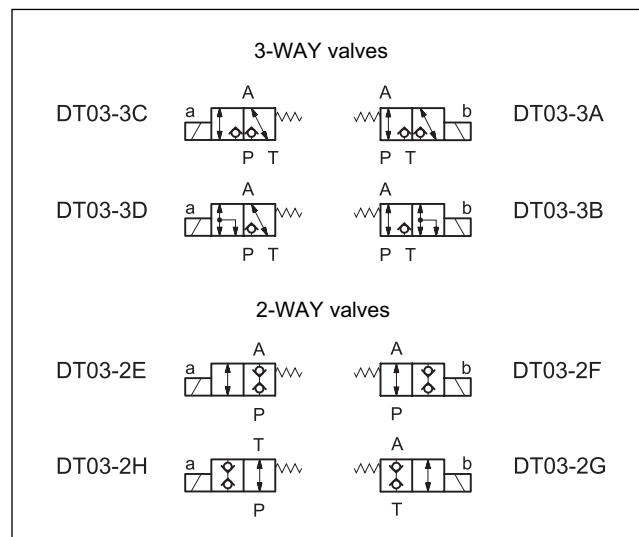 3-WAY valves
A A
DT03-3C a b DT03-3A
P T P T
A A
DT03-3D a b DT03-3B
P T P T
2-WAY valves
A A
DT03-2E a b DT03-2F
P P
T A
DT03-2H a b DT03-2G
P T